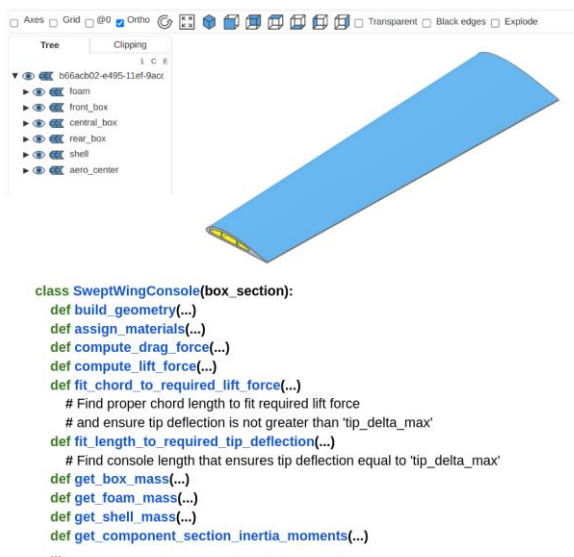 Axes Grid @0 Ortho Transparent Black edges Explode
Tree Clipping
1 C E
b66acb02-e495-11ef-9acc
foam
front_box
central_box
rear_box
shell
aero_center
class SweptWingConsole(box_section):
def build_geometry(...)
def assign_materials(...)
def compute_drag_force(...)
def compute_lift_force(...)
def fit_chord_to_required_lift_force(...)
# Find proper chord length to fit required lift force
# and ensure tip deflection is not greater than 'tip_delta_max'
def fit_length_to_required_tip_deflection(...)
# Find console length that ensures tip deflection equal to 'tip_delta_max'
def get_box_mass(...)
def get_foam_mass(...)
def get_shell_mass(...)
def get_component_section_inertia_moments(...)
...